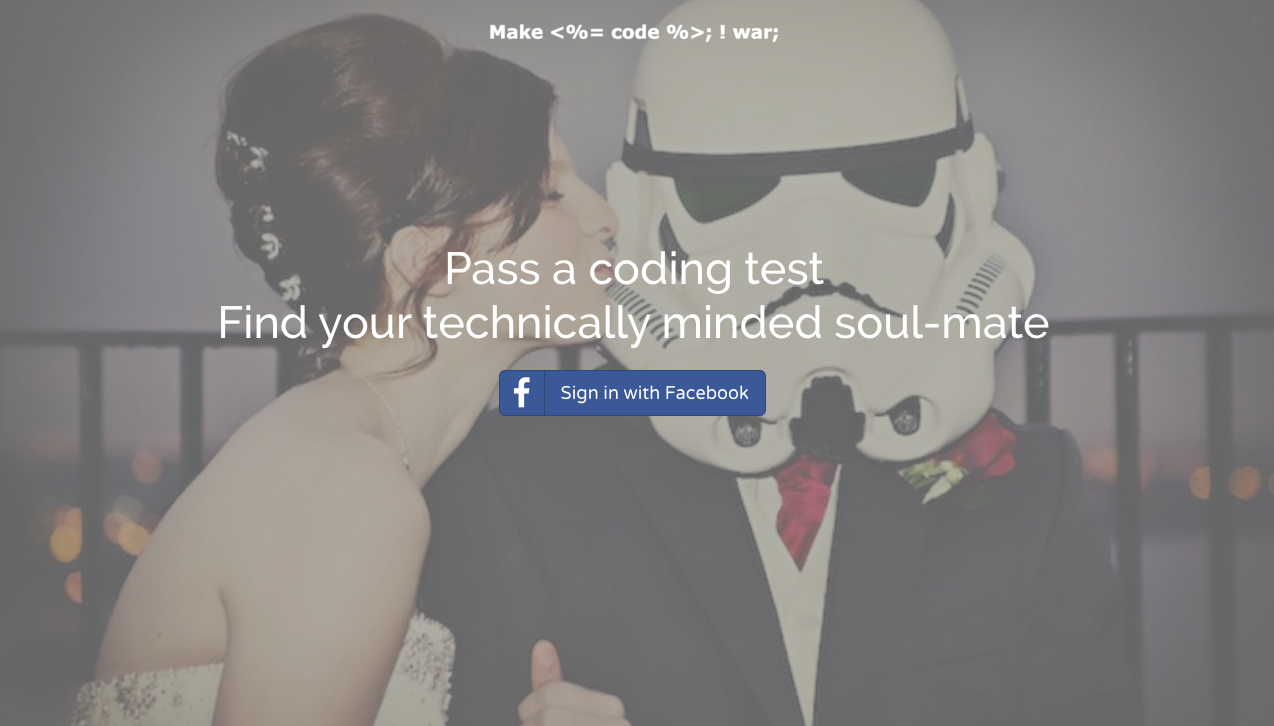 Make <%= code %>; ! war;
Pass a coding test
Find your technically minded soul-mate
Sign in with Facebook